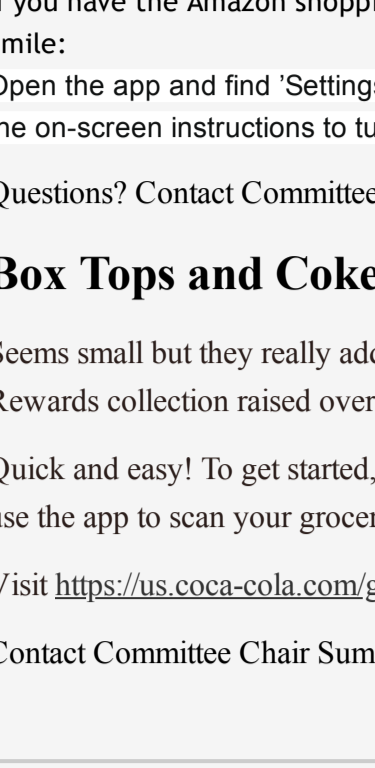 you have the Amazon shopp
mile:
Open the app and find 'Settings
he on-screen instructions to tu
Questions? Contact Committee
Box Tops and Coke
Seems small but they really add
Rewards collection raised over
Quick and easy! To get started,
use the app to scan your grocer
Visit https://us.coca-cola.com/g
Contact Committee Chair Sum